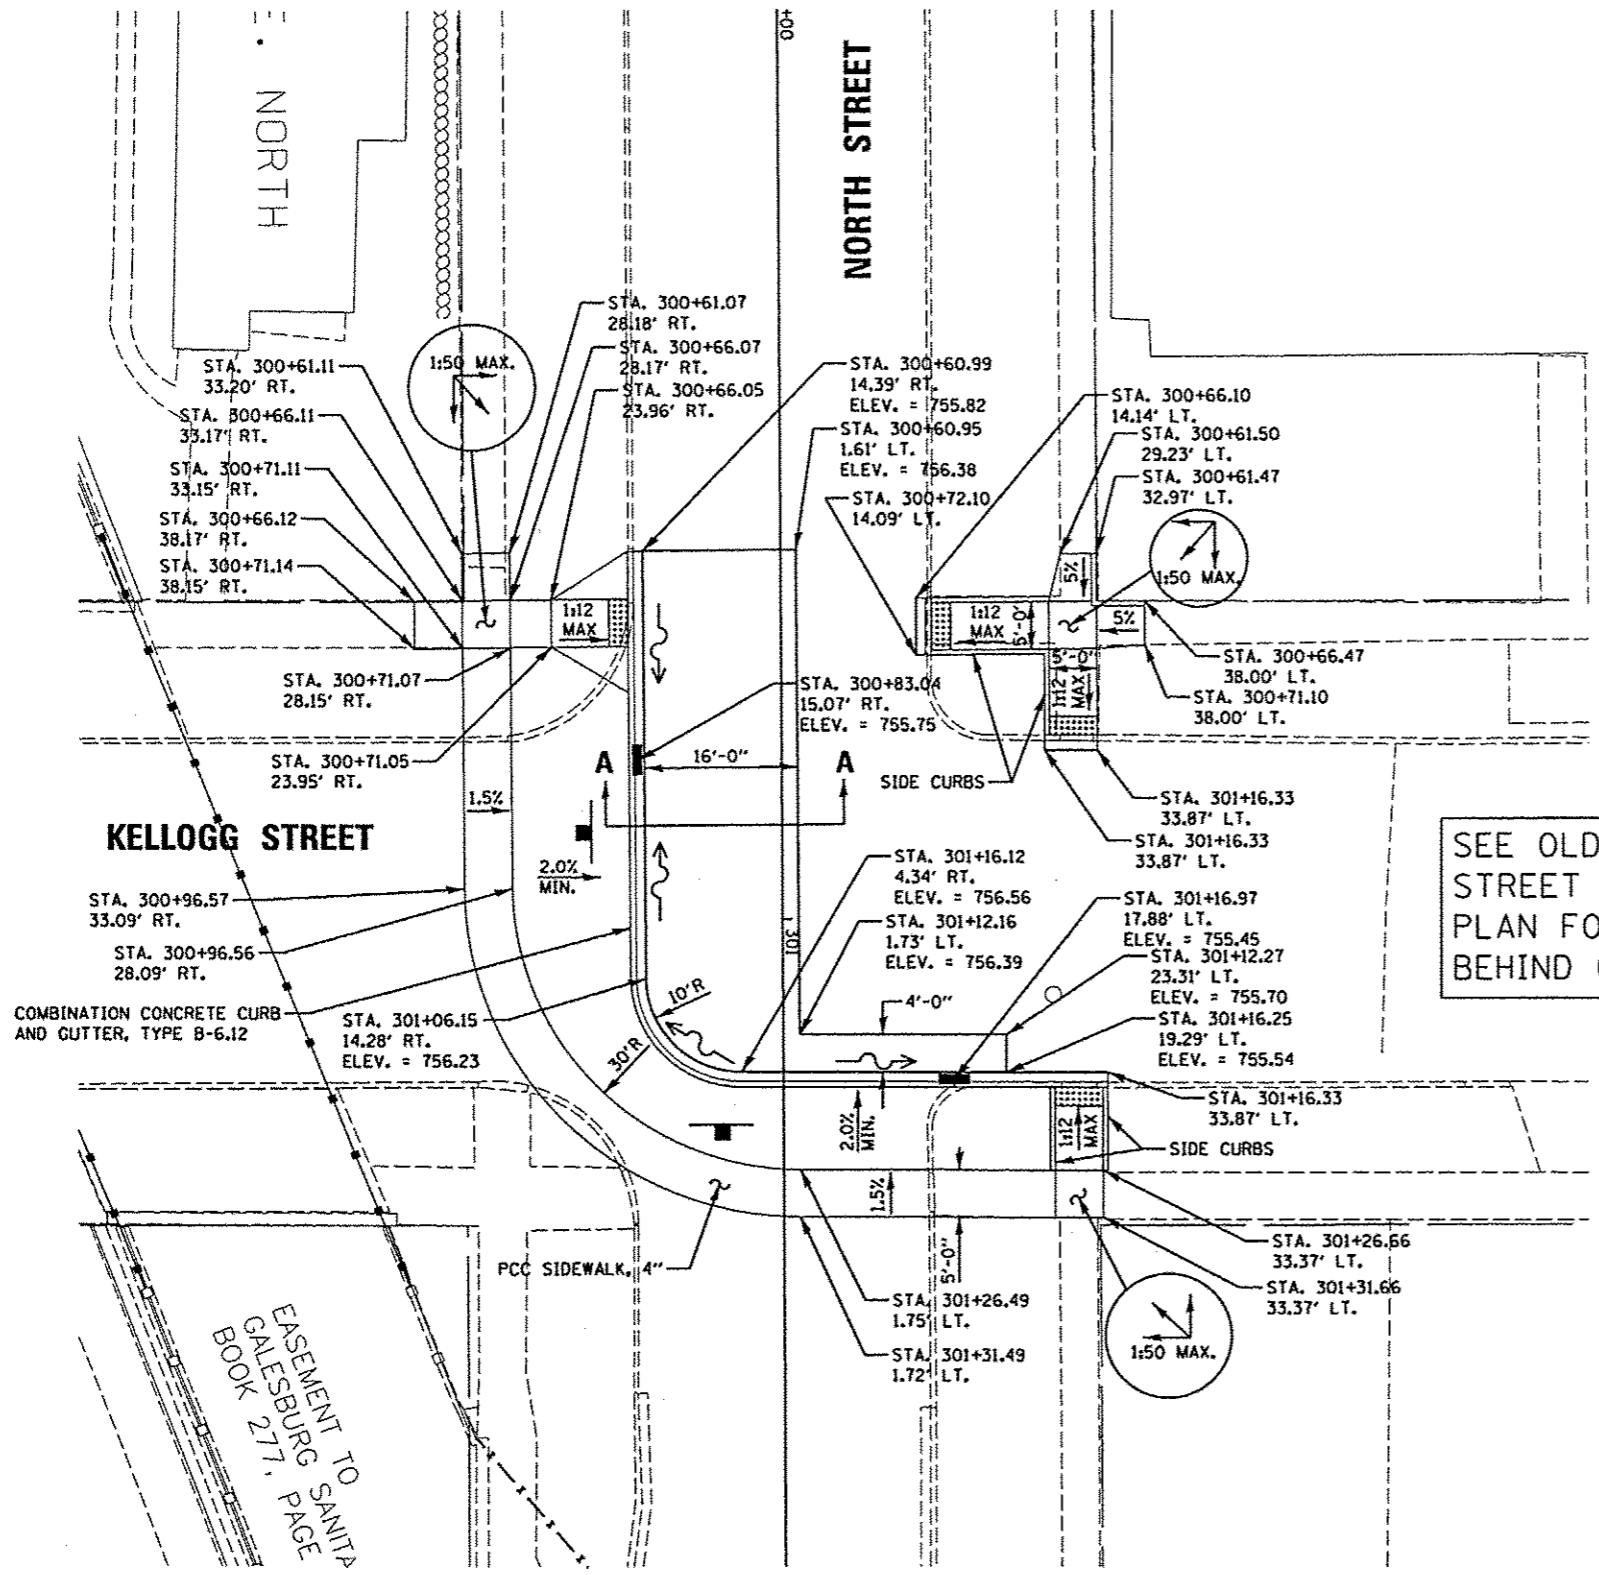 +00
E. NORTH
NORTH STREET
STA. 300+61.07
28.18' RT.
STA. 300+66.07
28.17' RT.
STA. 300+66.05
23.96' RT.
1:50 MAX.
STA. 300+61.11
33.20' RT.
STA. 300+66.11
33.17' RT.
STA. 300+71.11
33.15' RT.
STA. 300+66.12
38.17' RT.
STA. 300+71.14
38.15' RT.
STA. 300+60.99
14.39' RT.
ELEV. = 755.82
STA. 300+60.95
1.61' LT.
ELEV. = 756.38
STA. 300+72.10
14.09' LT.
STA. 300+66.10
14.14' LT.
STA. 300+61.50
29.23' LT.
STA. 300+61.47
32.97' LT.
1:50 MAX.
5%
1:12
MAX
1:12
MAX
5'-0"
5%
5'-0"
1:12
MAX
STA. 300+66.47
38.00' LT.
STA. 300+71.10
38.00' LT.
STA. 300+71.07
28.15' RT.
STA. 300+71.05
23.95' RT.
STA. 300+83.04
15.07' RT.
ELEV. = 755.75
A
16'-0"
A
SIDE CURBS
STA. 301+16.33
33.87' LT.
STA. 301+16.33
33.87' LT.
1.5%
KELLOGG STREET
2.0%
MIN.
SEE OLD
STREET
PLAN FO
BEHIND
STA. 300+96.57
33.09' RT.
STA. 300+96.56
28.09' RT.
301
STA. 301+16.12
4.34' RT.
ELEV. = 756.56
STA. 301+12.16
1.73' LT.
ELEV. = 756.39
STA. 301+16.97
17.88' LT.
ELEV. = 755.45
STA. 301+12.27
23.31' LT.
ELEV. = 755.70
STA. 301+16.25
19.29' LT.
ELEV. = 755.54
COMBINATION CONCRETE CURB
AND GUTTER, TYPE B-6.12
STA. 301+06.15
14.28' RT.
ELEV. = 756.23
10'R
30'R
4'-0"
STA. 301+16.33
33.87' LT.
2.0%
MIN.
1:12
MAX
SIDE CURBS
1.5%
5'-0"
PCC SIDEWALK, 4"
STA. 301+26.66
33.37' LT.
STA. 301+31.66
33.37' LT.
STA. 301+26.49
1.75' LT.
STA. 301+31.49
1.72' LT.
1:50 MAX.
EASEMENT TO
GALESBURG SANITA
BOOK 277, PAGE